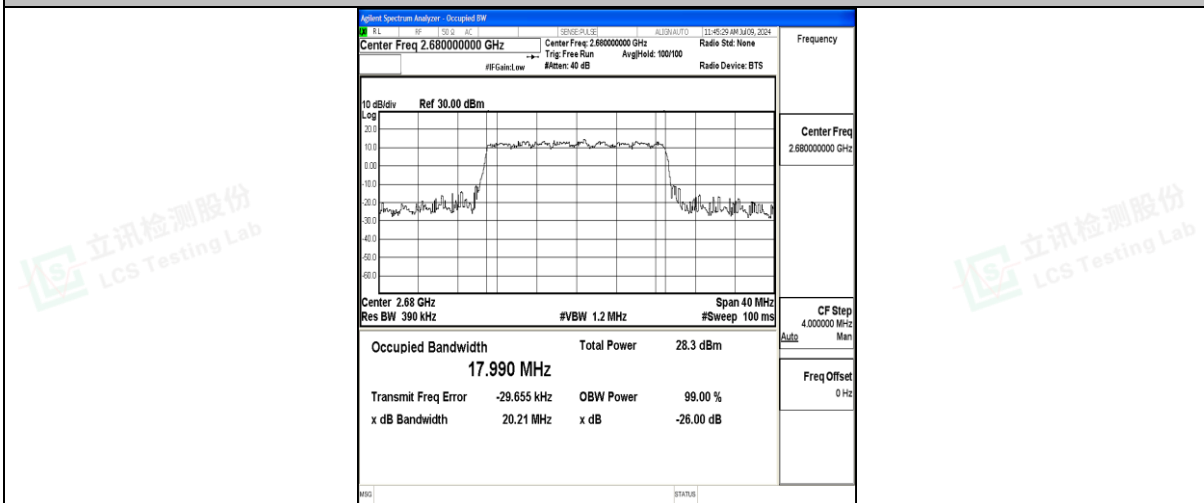 Agilent Spectrum Analyzer - Occupied BW
RL RF 50 Ω AC SENSE:PULSE ALIGN AUTO 11:45:29 AM Jul 09, 2024
Center Freq 2.680000000 GHz
Center Freq: 2.680000000 GHz Radio Std: None
Trig: Free Run Avg|Hold: 100/100
#IFGain:Low #Atten: 40 dB Radio Device: BTS
Frequency
10 dB/div Ref 30.00 dBm
Log
20.0
10.0
0.00
-10.0
-20.0
-30.0
-40.0
-50.0
-60.0
Center 2.68 GHz Span 40 MHz
Res BW 390 kHz #VBW 1.2 MHz #Sweep 100 ms
Center Freq
2.680000000 GHz
CF Step
4.000000 MHz
Auto Man
Freq Offset
0 Hz
Occupied Bandwidth Total Power 28.3 dBm
17.990 MHz
Transmit Freq Error -29.655 kHz OBW Power 99.00 %
x dB Bandwidth 20.21 MHz x dB -26.00 dB
MSG STATUS
立讯检测股份
LCS Testing Lab
立讯检测股份
LCS Testing Lab